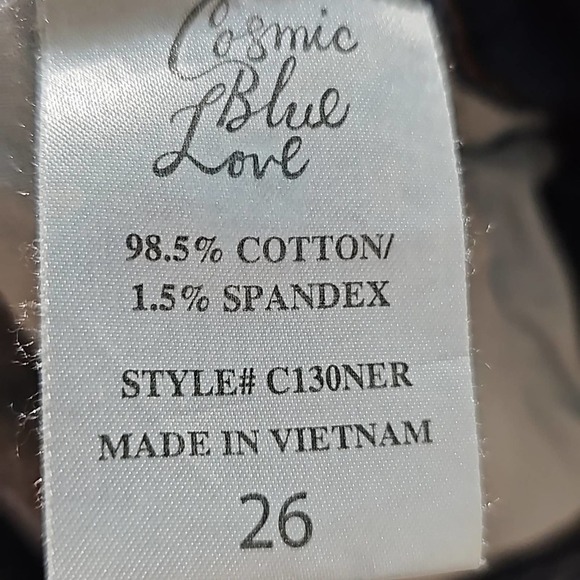 Cosmic
Blue
Love
98.5% COTTON/
1.5% SPANDEX
STYLE# C130NER
MADE IN VIETNAM
26